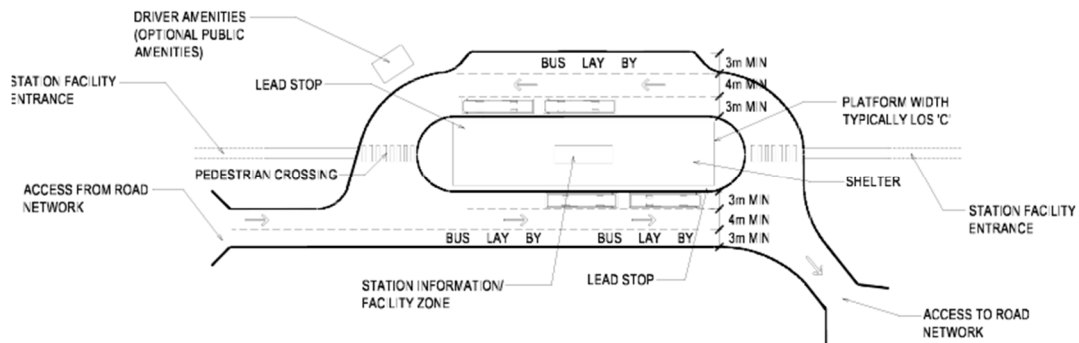 DRIVER AMENITIES
(OPTIONAL PUBLIC
AMENITIES)
STATION FACILITY
ENTRANCE
LEAD STOP
BUS LAY BY
3m MIN
4m MIN
3m MIN
PLATFORM WIDTH
TYPICALLY LOS 'C'
PEDESTRIAN CROSSING
SHELTER
ACCESS FROM ROAD
NETWORK
3m MIN
4m MIN
3m MIN
STATION FACILITY
ENTRANCE
BUS LAY BY BUS LAY BY
STATION INFORMATION/
FACILITY ZONE
LEAD STOP
ACCESS TO ROAD
NETWORK